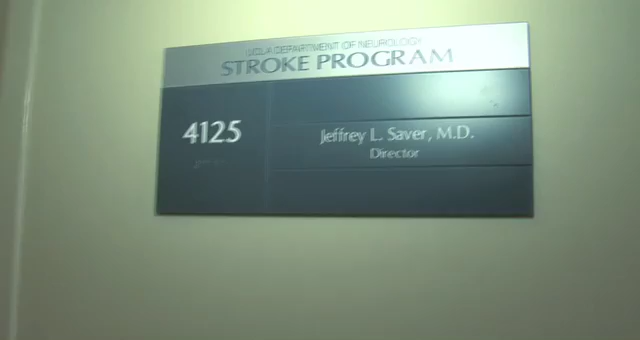 UCLA DEPARTMENT OF NEUROLOGY
STROKE PROGRAM
4125
Jeffrey L. Saver, M.D.
Director